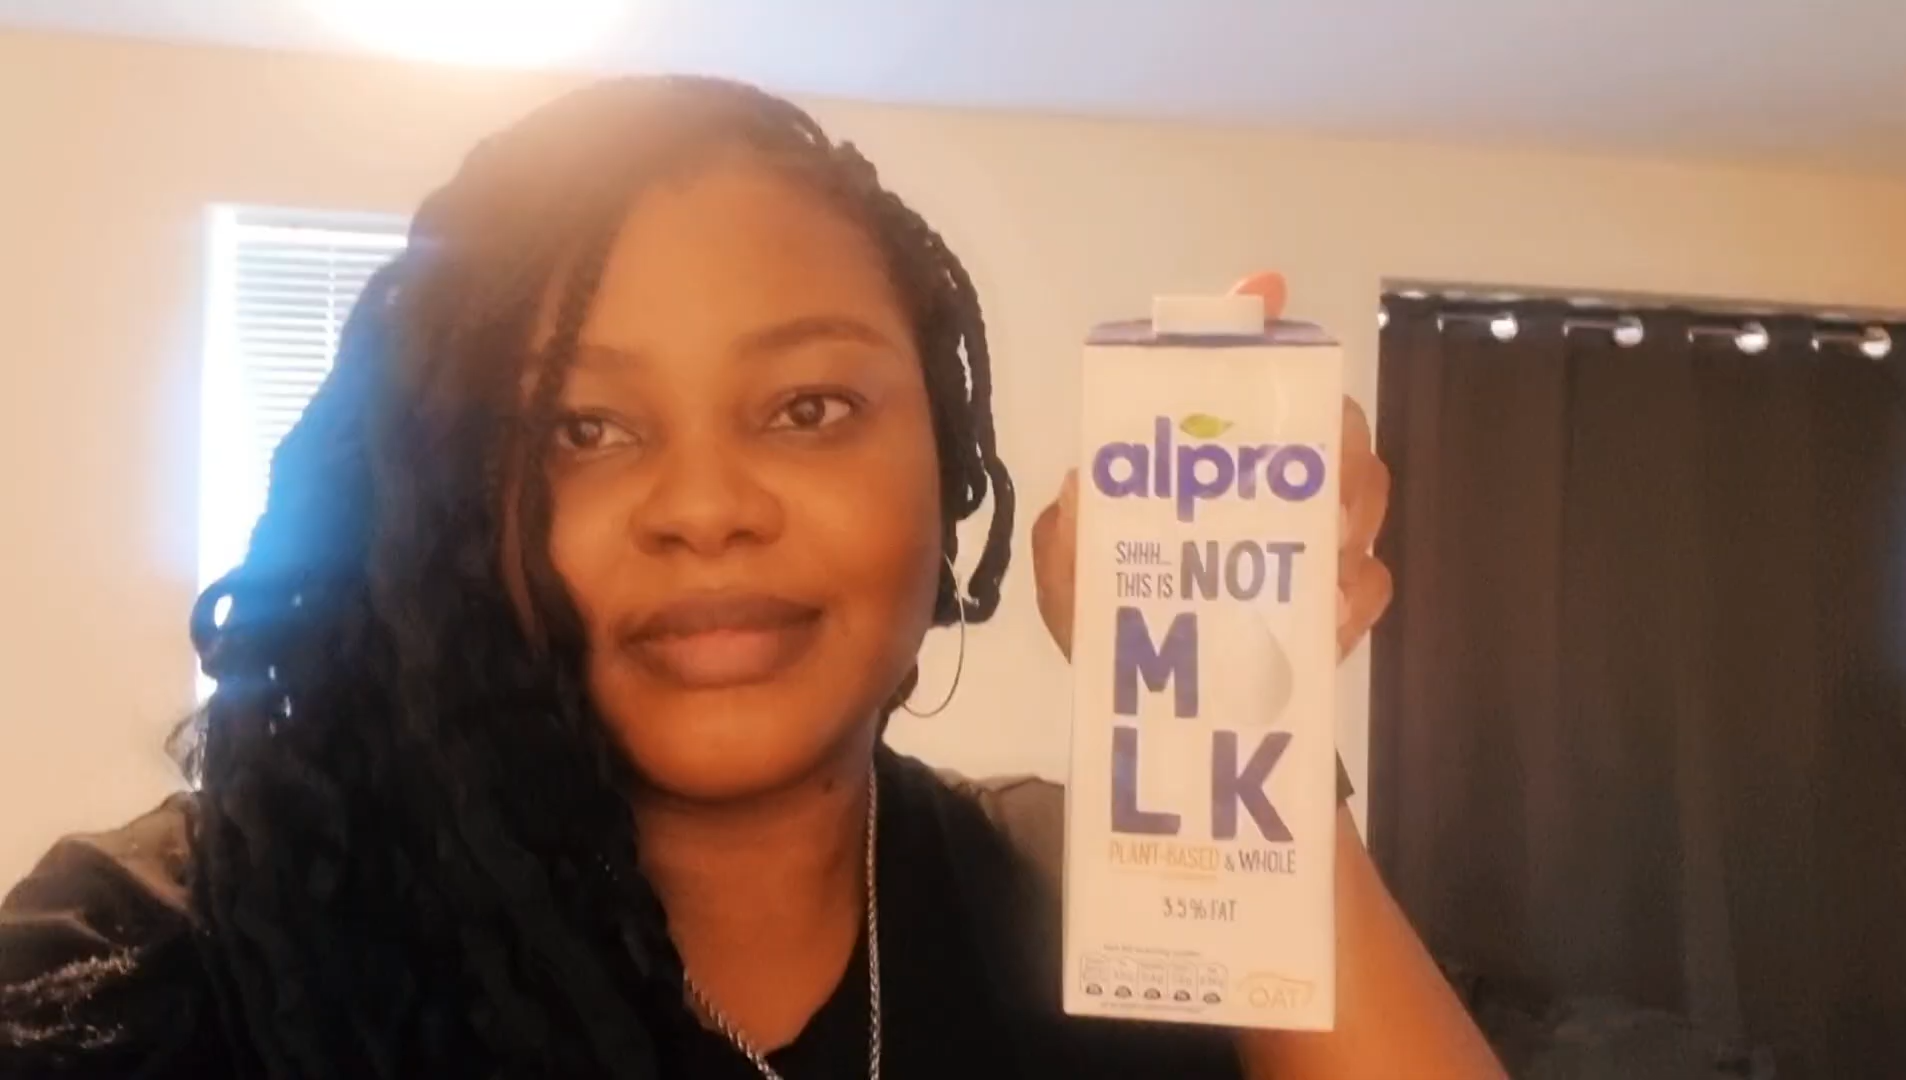 alpro
SHHH...
THIS IS NOT
M
LK
PLANT-BASED & WHOLE
3.5% FAT
OAT